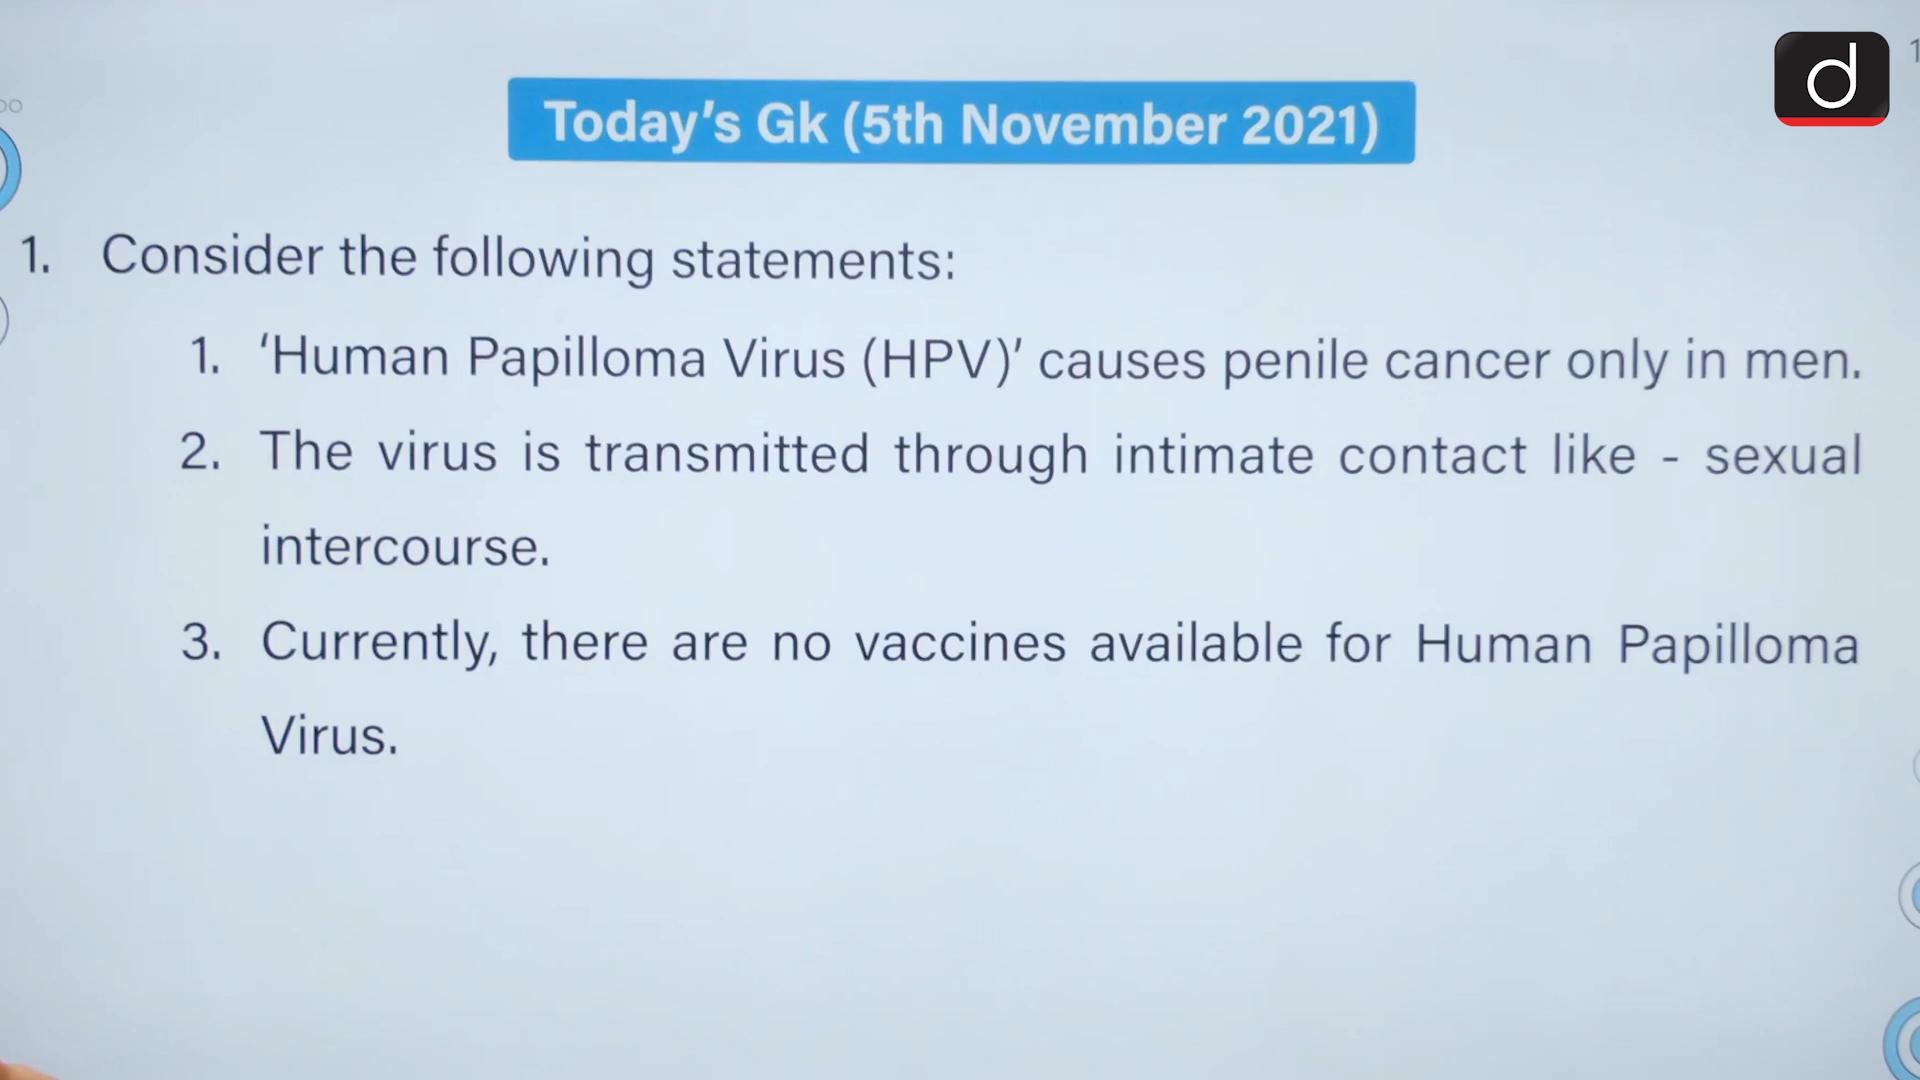 Today's Gk (5th November 2021)
1. Consider the following statements:
1. ‘Human Papilloma Virus (HPV)’ causes penile cancer only in men.
2. The virus is transmitted through intimate contact like - sexual
intercourse.
3. Currently, there are no vaccines available for Human Papilloma
Virus.
d